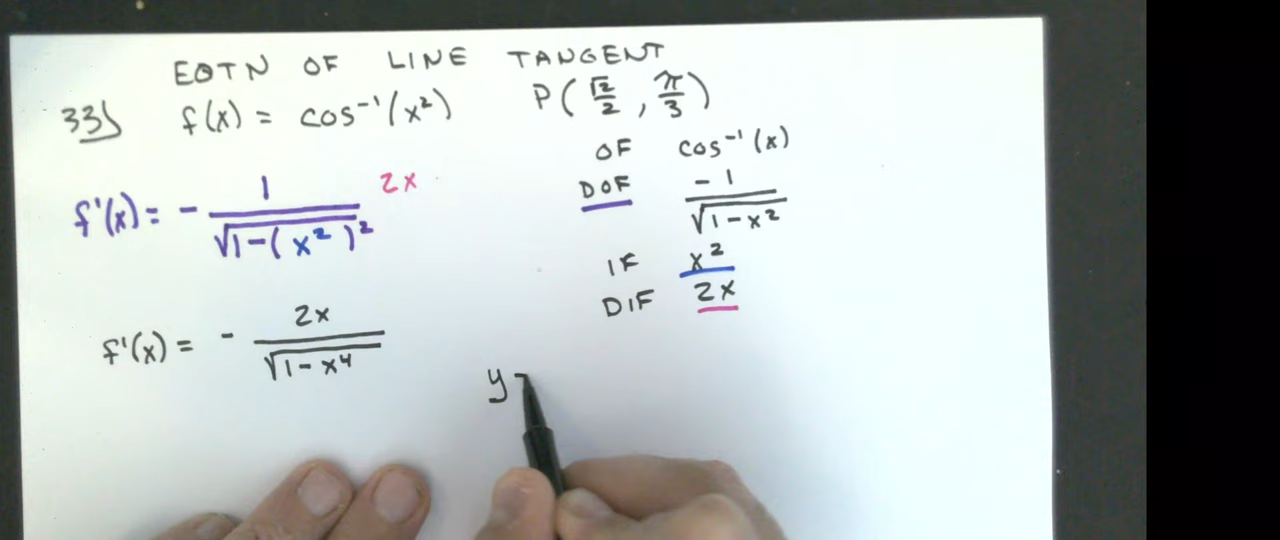 EQTN OF LINE TANGENT
33) f(x) = cos⁻¹(x²) P(√2/2, π/3)
OF cos⁻¹(x)
f'(x) = - 1/√(1-(x²)²) 2x
DOF -1/√(1-x²)
IF x²
DIF 2x
f'(x) = - 2x/√(1-x⁴)
y -